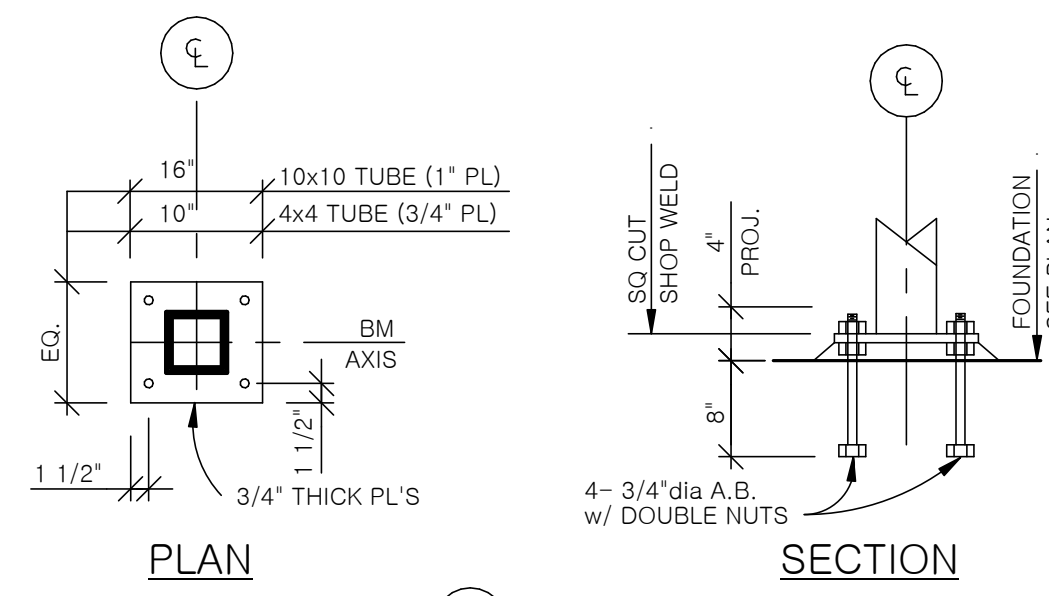 ℄
16"
10x10 TUBE (1" PL)
10"
4x4 TUBE (3/4" PL)
EQ.
BM
AXIS
1 1/2"
1 1/2"
3/4" THICK PL'S
PLAN
℄
SQ CUT
SHOP WELD
4"
PROJ.
FOUNDATION
SEE PLAN
8"
4- 3/4"dia A.B.
w/ DOUBLE NUTS
SECTION